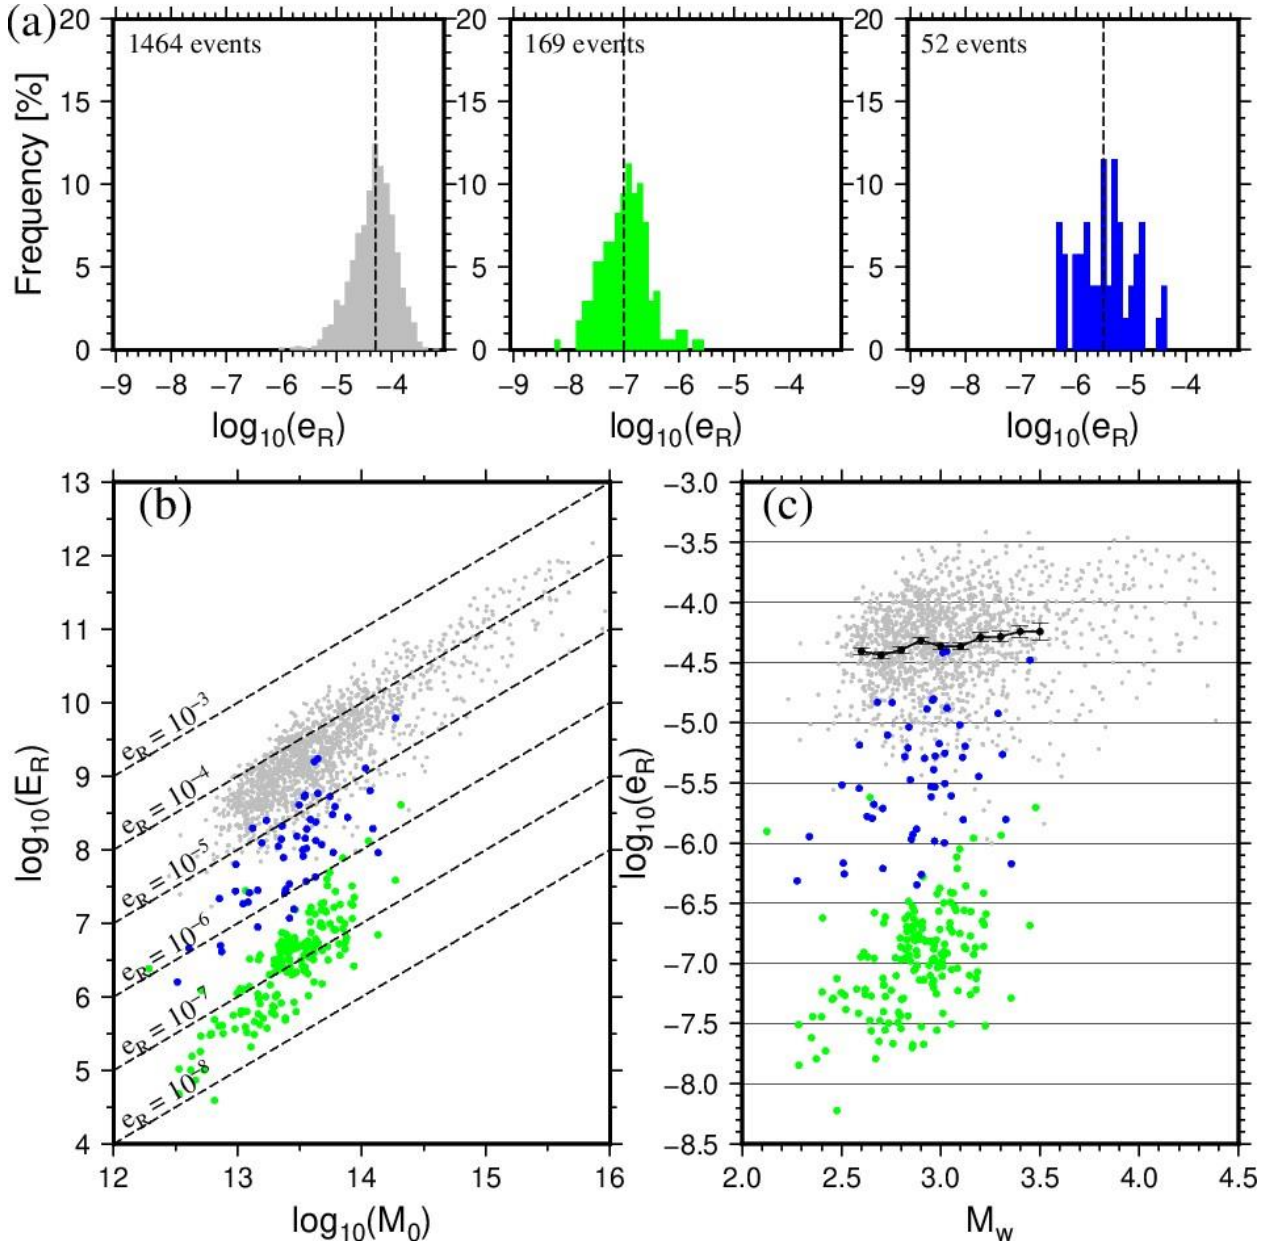 (a)
Frequency [%]
20
15
10
5
0
1464 events
−9 −8 −7 −6 −5 −4
log10(eR)
20
15
10
5
0
169 events
−9 −8 −7 −6 −5 −4
log10(eR)
20
15
10
5
0
52 events
−9 −8 −7 −6 −5 −4
log10(eR)
(b)
log10(ER)
13
12
11
10
9
8
7
6
5
4
eR = 10−3
eR = 10−4
eR = 10−5
eR = 10−6
eR = 10−7
eR = 10−8
12 13 14 15 16
log10(M0)
(c)
log10(eR)
−3.0
−3.5
−4.0
−4.5
−5.0
−5.5
−6.0
−6.5
−7.0
−7.5
−8.0
−8.5
2.0 2.5 3.0 3.5 4.0 4.5
Mw